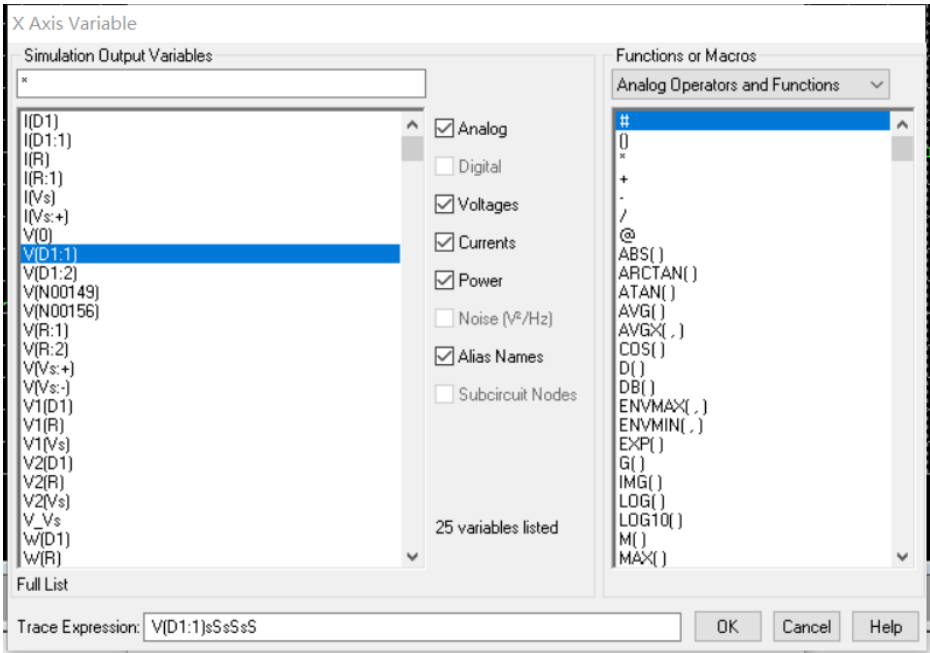 X Axis Variable
Simulation Output Variables
*
I(D1)
I(D1:1)
I(R)
I(R:1)
I(Vs)
I(Vs:+)
V(0)
V(D1:1)
V(D1:2)
V(N00149)
V(N00156)
V(R:1)
V(R:2)
V(Vs:+)
V(Vs:-)
V1(D1)
V1(R)
V1(Vs)
V2(D1)
V2(R)
V2(Vs)
V_Vs
W(D1)
W(R)
Full List
Analog
Digital
Voltages
Currents
Power
Noise (V²/Hz)
Alias Names
Subcircuit Nodes
25 variables listed
Functions or Macros
Analog Operators and Functions
#
()
*
+
-
/
@
ABS( )
ARCTAN( )
ATAN( )
AVG( )
AVGX( , )
COS( )
D( )
DB( )
ENVMAX( , )
ENVMIN( , )
EXP( )
G( )
IMG( )
LOG( )
LOG10( )
M( )
MAX( )
Trace Expression: V(D1:1)sSsSsS
OK Cancel Help